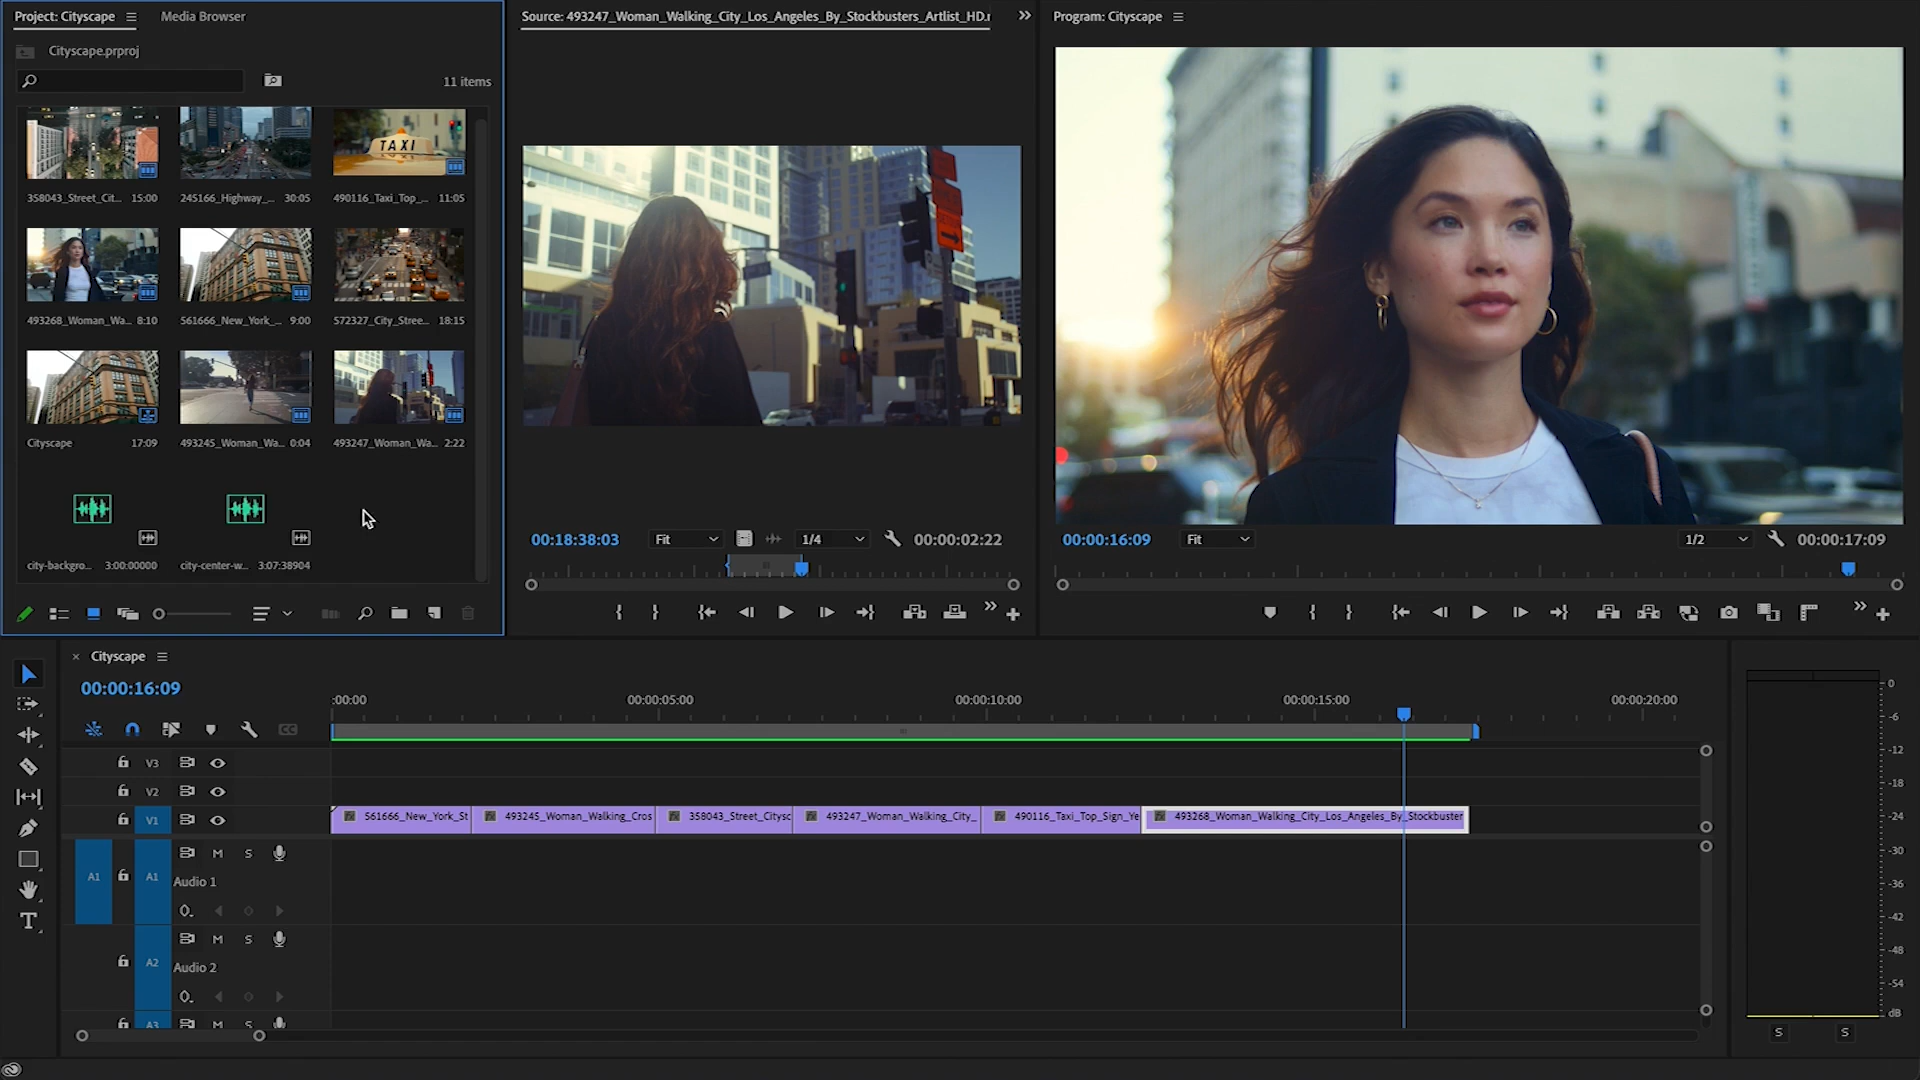 Project: Cityscape
Media Browser
Cityscape.prproj
11 items
358043_Street_Cit... 15:00
245166_Highway_... 30:05
TAXI
490116_Taxi_Top_... 11:05
493268_Woman_Wa... 8:10
561666_New_York_... 9:00
572327_City_Stree... 18:15
Cityscape 17:09
493245_Woman_Wa... 0:04
493247_Woman_Wa... 2:22
city-backgro... 3:00:00000
city-center-w... 3:07:38904
Source: 493247_Woman_Walking_City_Los_Angeles_By_Stockbusters_Artlist_HD.r
00:18:38:03
Fit
1/4
00:00:02:22
Program: Cityscape
00:00:16:09
Fit
1/2
00:00:17:09
Cityscape
00:00:16:09
:00:00
00:00:05:00
00:00:10:00
00:00:15:00
00:00:20:00
V3
V2
V1
561666_New_York_St
493245_Woman_Walking_Cros
358043_Street_Citysc
493247_Woman_Walking_City_
490116_Taxi_Top_Sign_Ye
493268_Woman_Walking_City_Los_Angeles_By_Stockbuster
A1
A1
M S
Audio 1
A2
M S
Audio 2
A3
M S
0
-6
-12
-18
-24
-30
-36
-42
-48
-54
dB
S
S